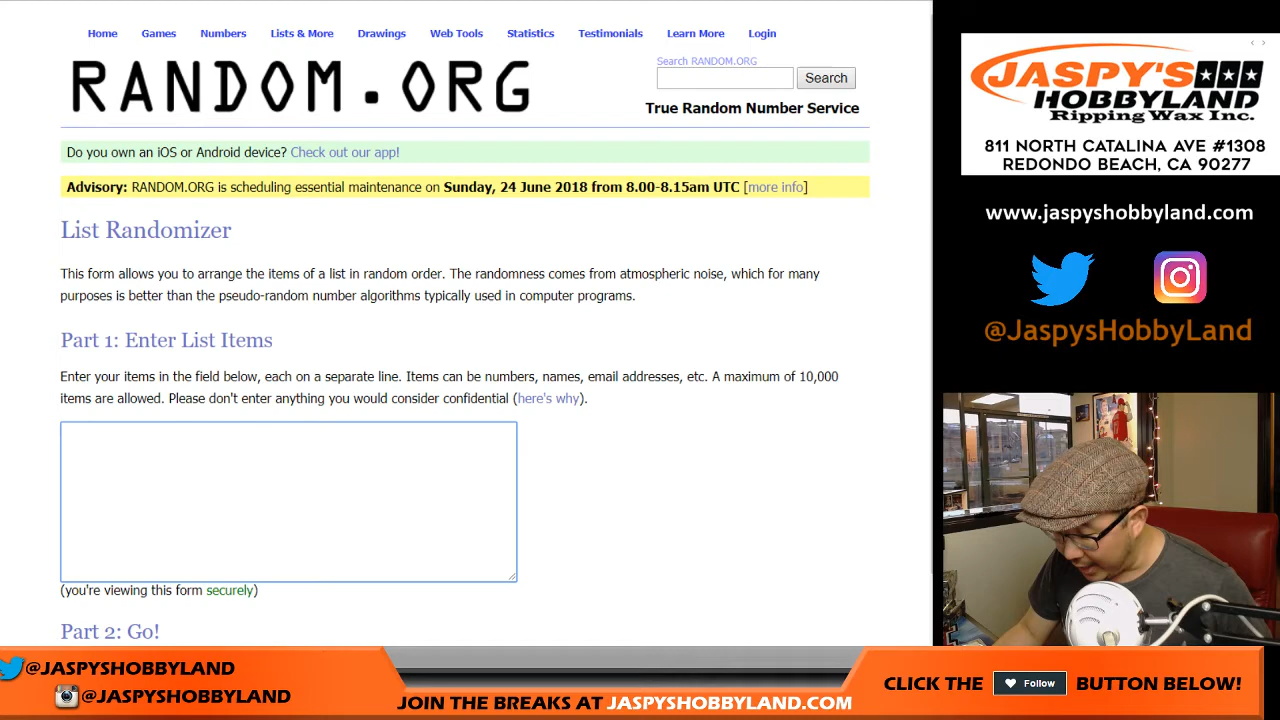 Home Games Numbers Lists & More Drawings Web Tools Statistics Testimonials Learn More Login
RANDOM.ORG
Search RANDOM.ORG
Search
True Random Number Service
Do you own an iOS or Android device? Check out our app!
Advisory: RANDOM.ORG is scheduling essential maintenance on Sunday, 24 June 2018 from 8.00-8.15am UTC [more info]
List Randomizer
This form allows you to arrange the items of a list in random order. The randomness comes from atmospheric noise, which for many
purposes is better than the pseudo-random number algorithms typically used in computer programs.
Part 1: Enter List Items
Enter your items in the field below, each on a separate line. Items can be numbers, names, email addresses, etc. A maximum of 10,000
items are allowed. Please don't enter anything you would consider confidential (here's why).
(you're viewing this form securely)
Part 2: Go!
JASPY'S
HOBBYLAND
Ripping Wax Inc.
811 NORTH CATALINA AVE #1308
REDONDO BEACH, CA 90277
www.jaspyshobbyland.com
@JaspysHobbyLand
@JASPYSHOBBYLAND
@JASPYSHOBBYLAND
JOIN THE BREAKS AT JASPYSHOBBYLAND.COM
CLICK THE Follow BUTTON BELOW!